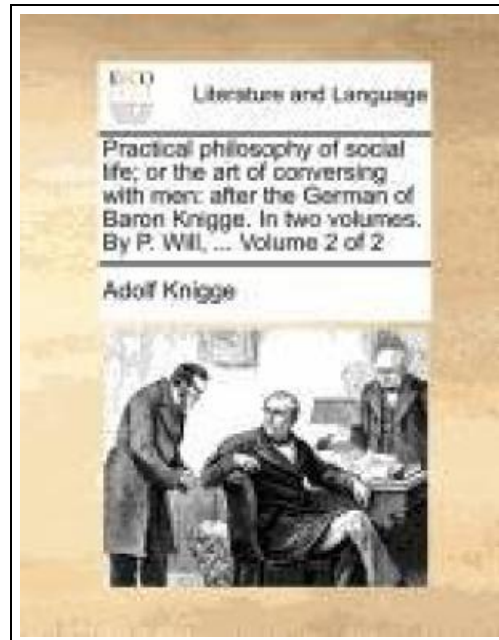 ECCO
Literature and Language
Practical philosophy of social
life; or the art of conversing
with men: after the German of
Baron Knigge. In two volumes.
By P. Will, ... Volume 2 of 2
Adolf Knigge